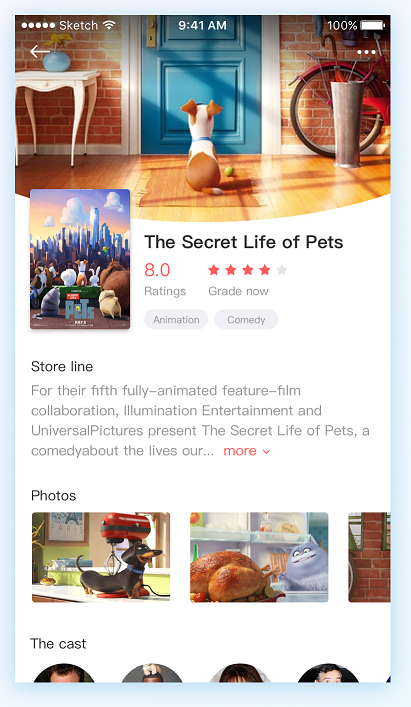 Sketch 9:41 AM 100%
The Secret Life of Pets
8.0
Ratings Grade now
Animation Comedy
Store line
For their fifth fully-animated feature-film
collaboration, Illumination Entertainment and
UniversalPictures present The Secret Life of Pets, a
comedyabout the lives our... more
Photos
The cast